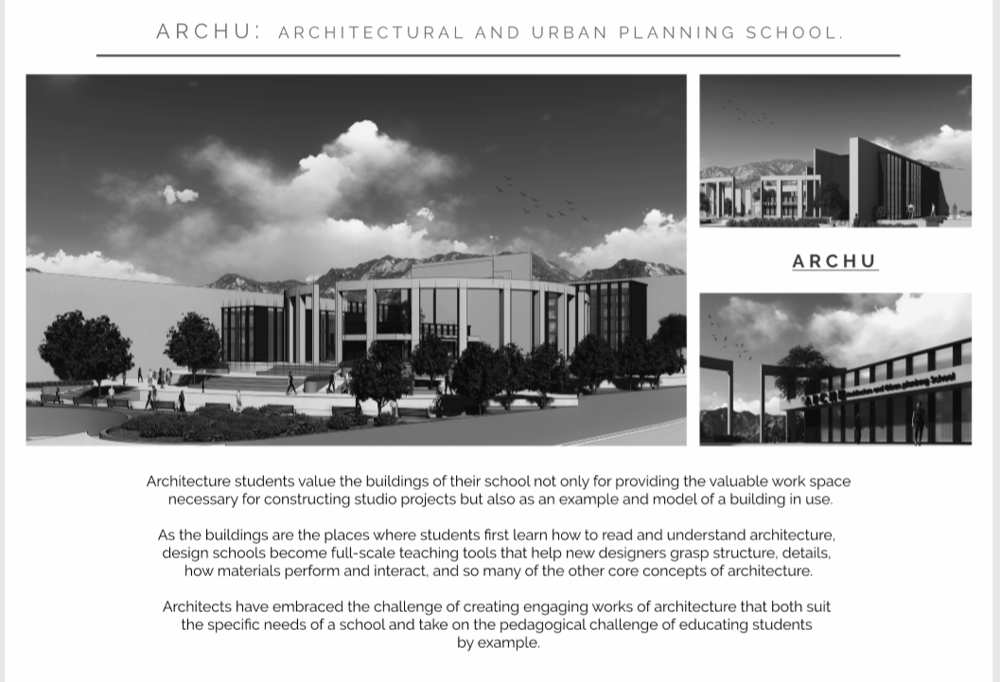 ARCHU: ARCHITECTURAL AND URBAN PLANNING SCHOOL.
ARCHU
ARCHU Architecture and Urban planning School
Architecture students value the buildings of their school not only for providing the valuable work space
necessary for constructing studio projects but also as an example and model of a building in use.
As the buildings are the places where students first learn how to read and understand architecture,
design schools become full-scale teaching tools that help new designers grasp structure, details,
how materials perform and interact, and so many of the other core concepts of architecture.
Architects have embraced the challenge of creating engaging works of architecture that both suit
the specific needs of a school and take on the pedagogical challenge of educating students
by example.